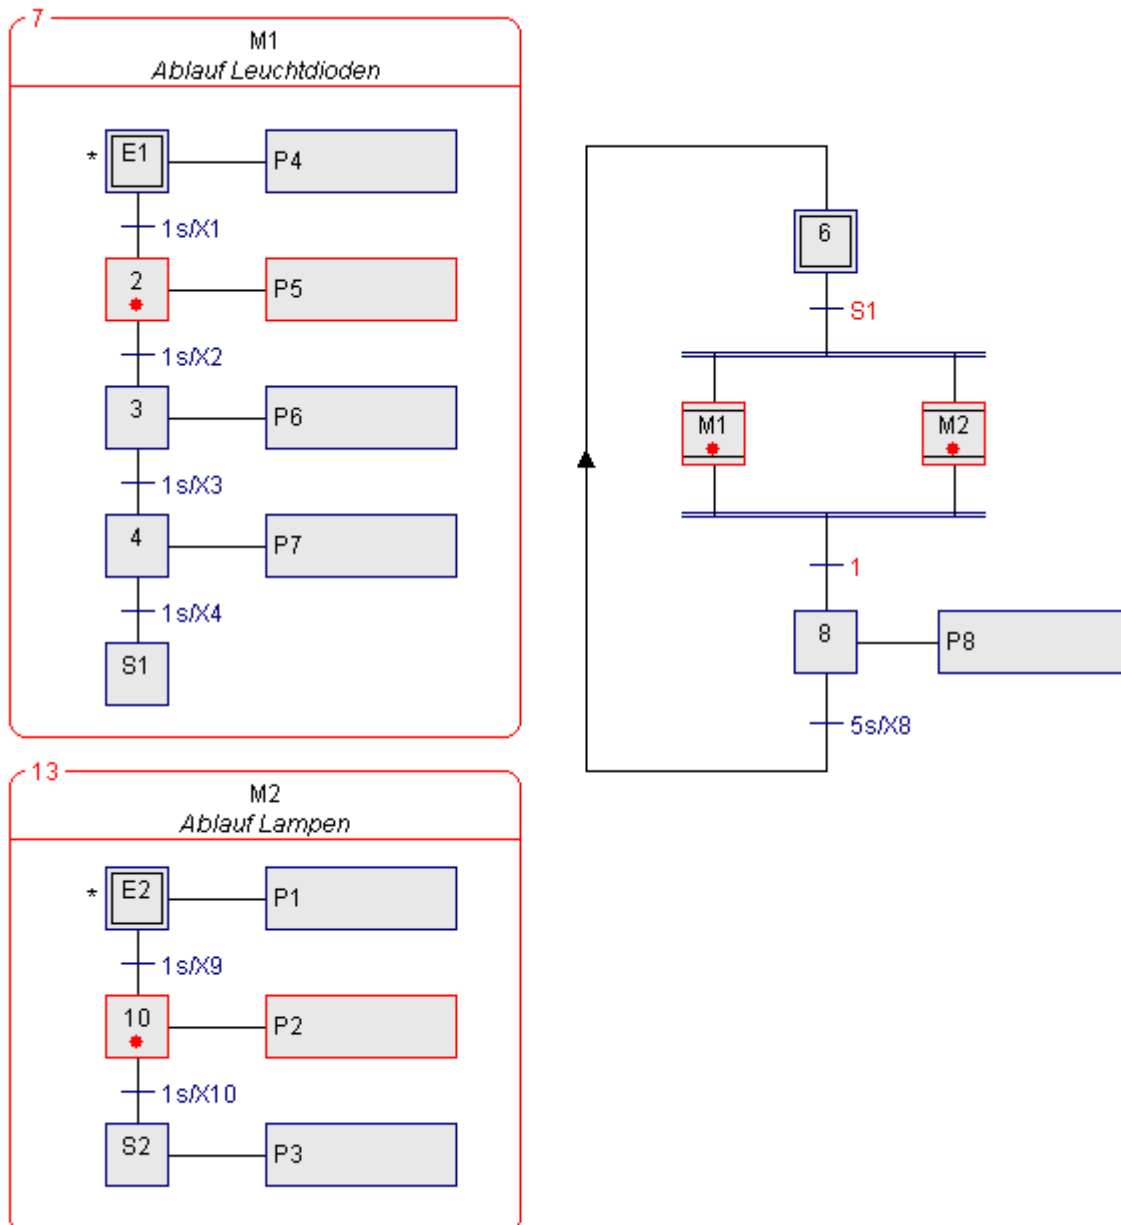 7
M1
Ablauf Leuchtdioden
* E1 P4
1s/X1
2 P5
1s/X2
3 P6
1s/X3
4 P7
1s/X4
S1
13
M2
Ablauf Lampen
* E2 P1
1s/X9
10 P2
1s/X10
S2 P3
6
S1
M1 M2
1
8 P8
5s/X8